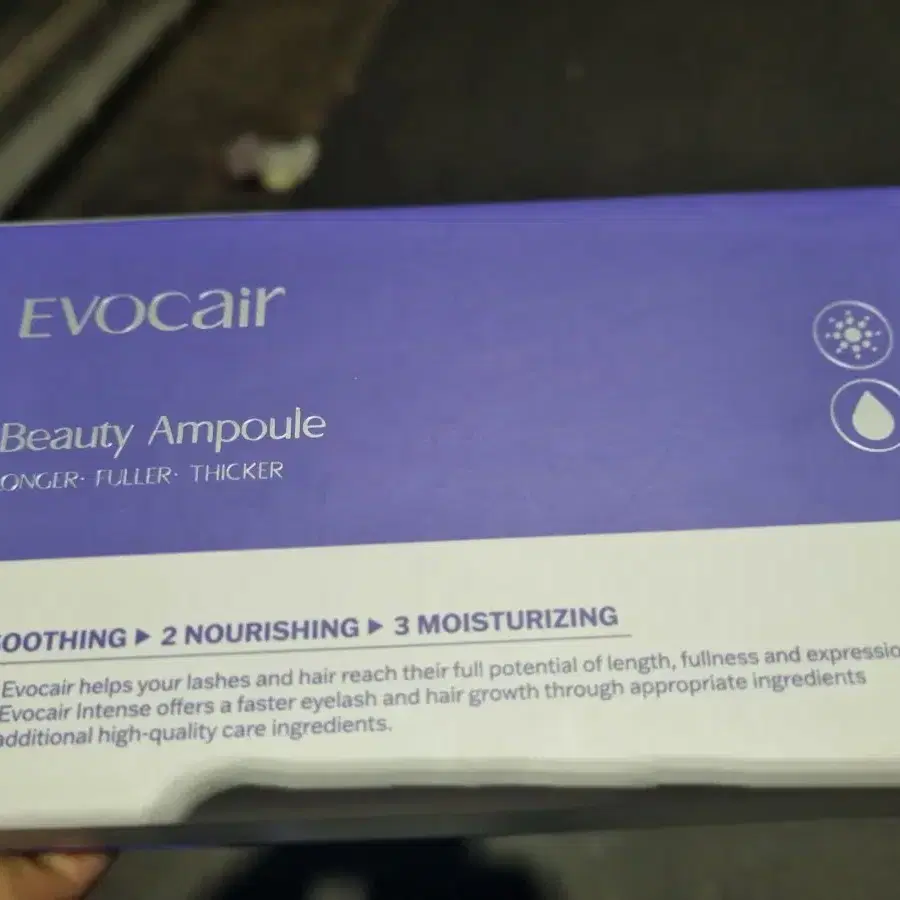 EVOCair
Beauty Ampoule
ONGER· FULLER· THICKER
OOTHING ▶ 2 NOURISHING ▶ 3 MOISTURIZING
Evocair helps your lashes and hair reach their full potential of length, fullness and expressio
Evocair Intense offers a faster eyelash and hair growth through appropriate ingredients
additional high-quality care ingredients.